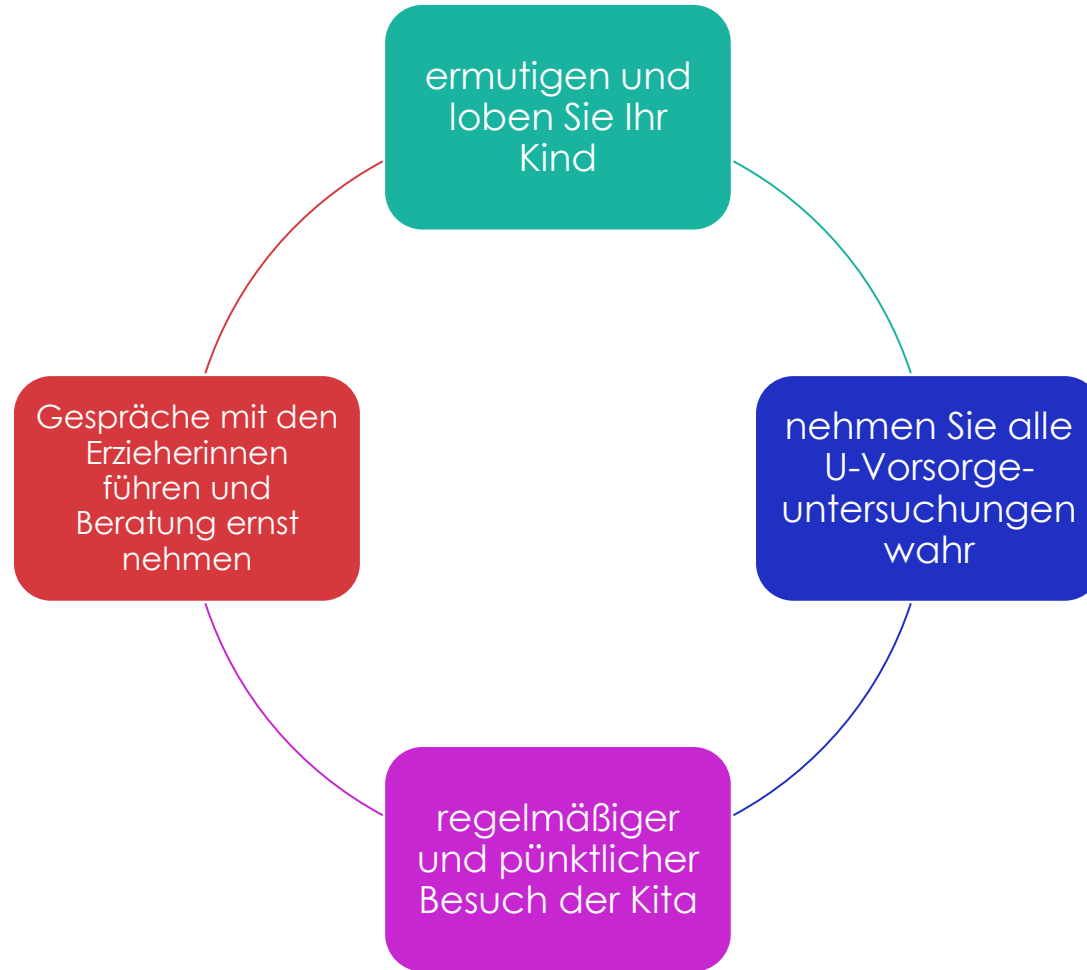 ermutigen und
loben Sie Ihr
Kind
Gespräche mit den
Erzieherinnen
führen und
Beratung ernst
nehmen
nehmen Sie alle
U-Vorsorge-
untersuchungen
wahr
regelmäßiger
und pünktlicher
Besuch der Kita